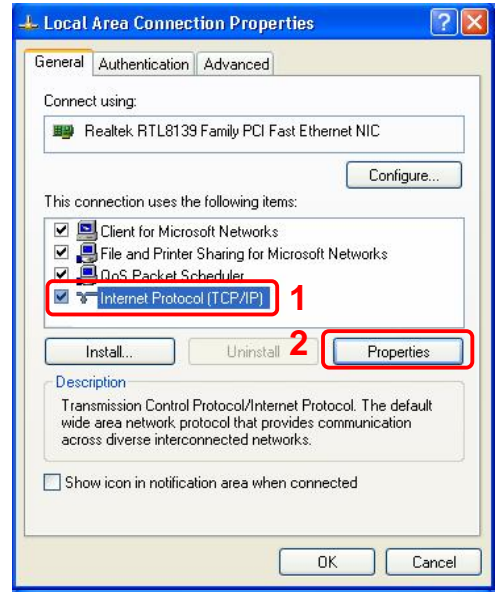 Local Area Connection Properties
General Authentication Advanced
Connect using:
Realtek RTL8139 Family PCI Fast Ethernet NIC
Configure...
This connection uses the following items:
Client for Microsoft Networks
File and Printer Sharing for Microsoft Networks
QoS Packet Scheduler
Internet Protocol (TCP/IP) 1
Install... Uninstall 2 Properties
Description
Transmission Control Protocol/Internet Protocol. The default
wide area network protocol that provides communication
across diverse interconnected networks.
Show icon in notification area when connected
OK Cancel